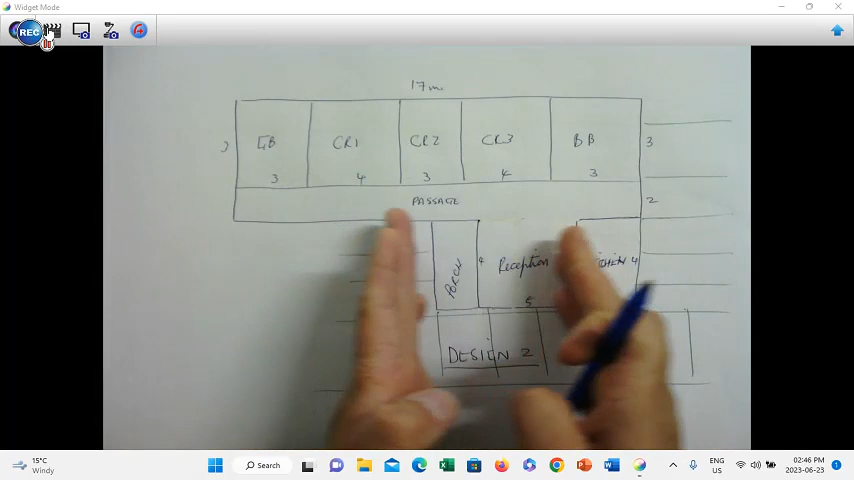 Widget Mode
REC
17m
GB CR1 CR2 CR3 BB 3
3 4 3 4 3
PASSAGE 2
PORCH 4 Reception 4
5
DESIGN 2
15°C
Windy
Search
ENG
US
02:46 PM
2023-06-23